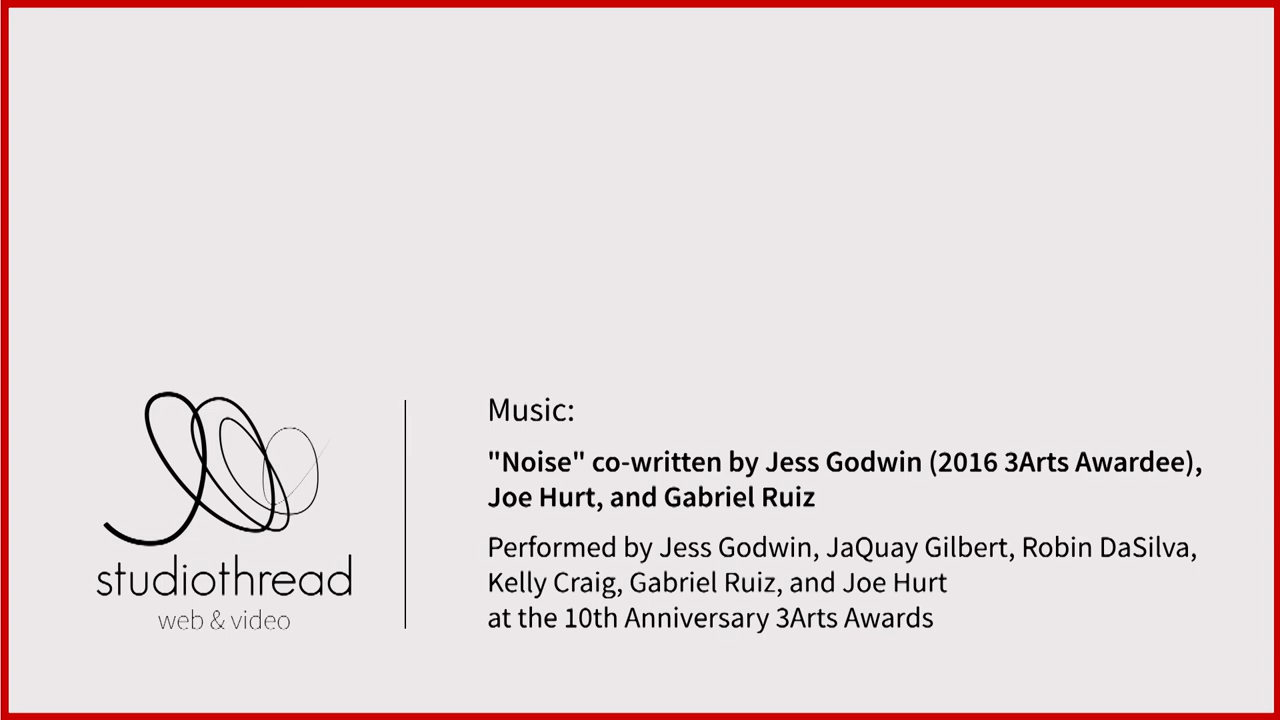 studiothread
web & video
Music:
"Noise" co-written by Jess Godwin (2016 3Arts Awardee),
Joe Hurt, and Gabriel Ruiz
Performed by Jess Godwin, JaQuay Gilbert, Robin DaSilva,
Kelly Craig, Gabriel Ruiz, and Joe Hurt
at the 10th Anniversary 3Arts Awards